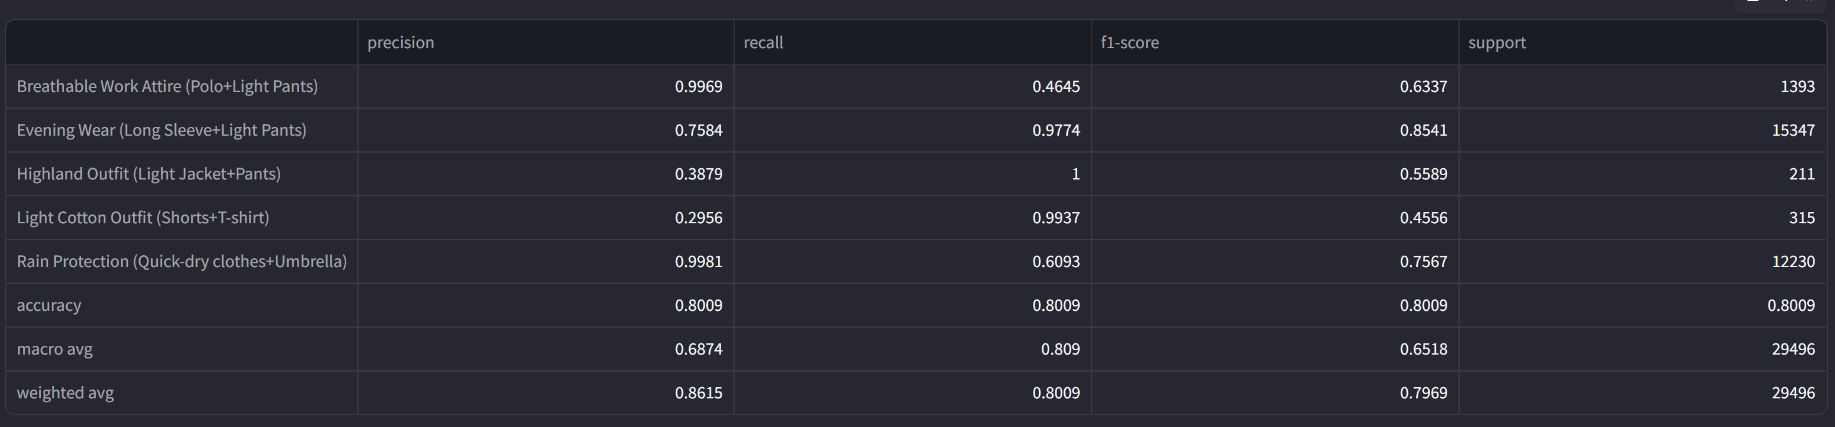 precision recall f1-score support
Breathable Work Attire (Polo+Light Pants) 0.9969 0.4645 0.6337 1393
Evening Wear (Long Sleeve+Light Pants) 0.7584 0.9774 0.8541 15347
Highland Outfit (Light Jacket+Pants) 0.3879 1 0.5589 211
Light Cotton Outfit (Shorts+T-shirt) 0.2956 0.9937 0.4556 315
Rain Protection (Quick-dry clothes+Umbrella) 0.9981 0.6093 0.7567 12230
accuracy 0.8009 0.8009 0.8009 0.8009
macro avg 0.6874 0.809 0.6518 29496
weighted avg 0.8615 0.8009 0.7969 29496